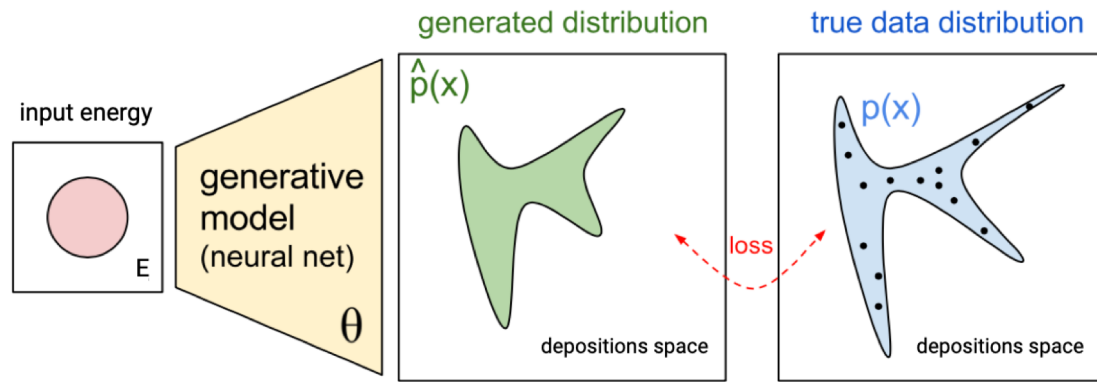 generated distribution
true data distribution
input energy
E
generative
model
(neural net)
θ
p̂(x)
depositions space
loss
p(x)
depositions space